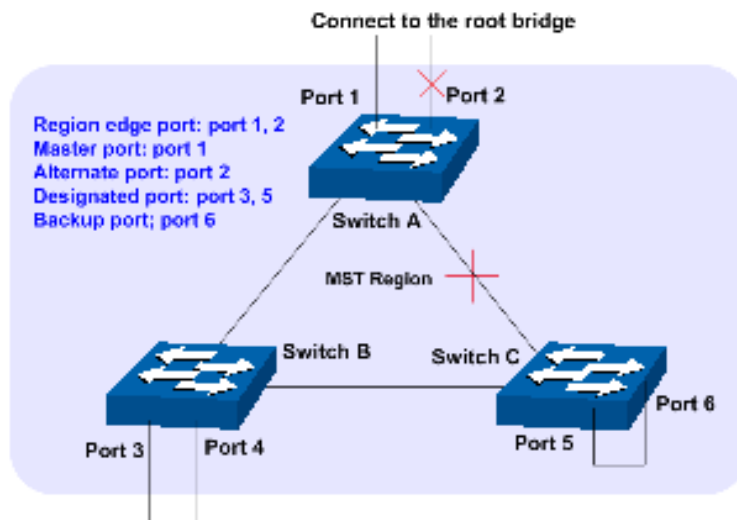 Connect to the root bridge
Port 1
Port 2
Region edge port: port 1, 2
Master port: port 1
Alternate port: port 2
Designated port: port 3, 5
Backup port; port 6
Switch A
MST Region
Switch B
Switch C
Port 6
Port 5
Port 3
Port 4